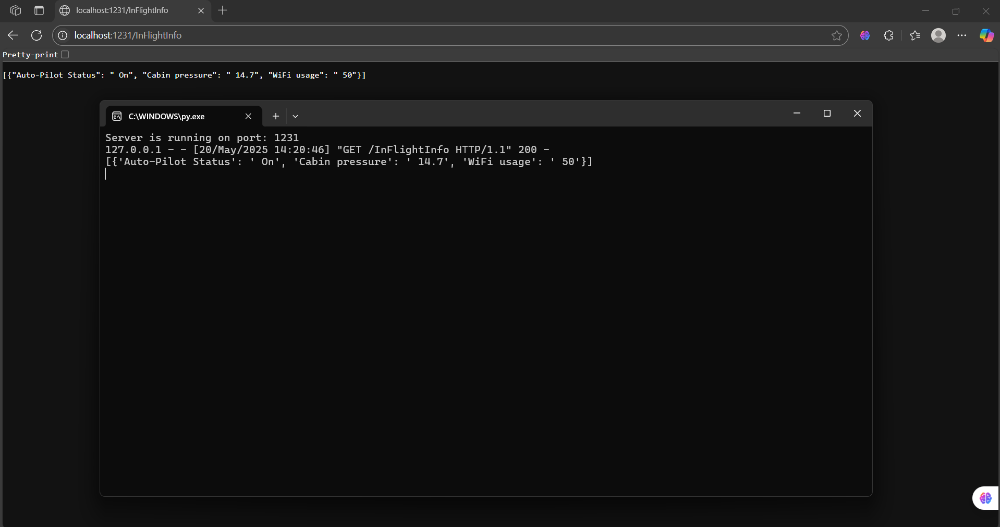 localhost:1231/InFlightInfo
localhost:1231/InFlightInfo
Pretty-print
[{"Auto-Pilot Status": " On", "Cabin pressure": " 14.7", "WiFi usage": " 50"}]
C:\WINDOWS\py.exe
Server is running on port: 1231
127.0.0.1 - - [20/May/2025 14:20:46] "GET /InFlightInfo HTTP/1.1" 200 -
[{'Auto-Pilot Status': ' On', 'Cabin pressure': ' 14.7', 'WiFi usage': ' 50'}]